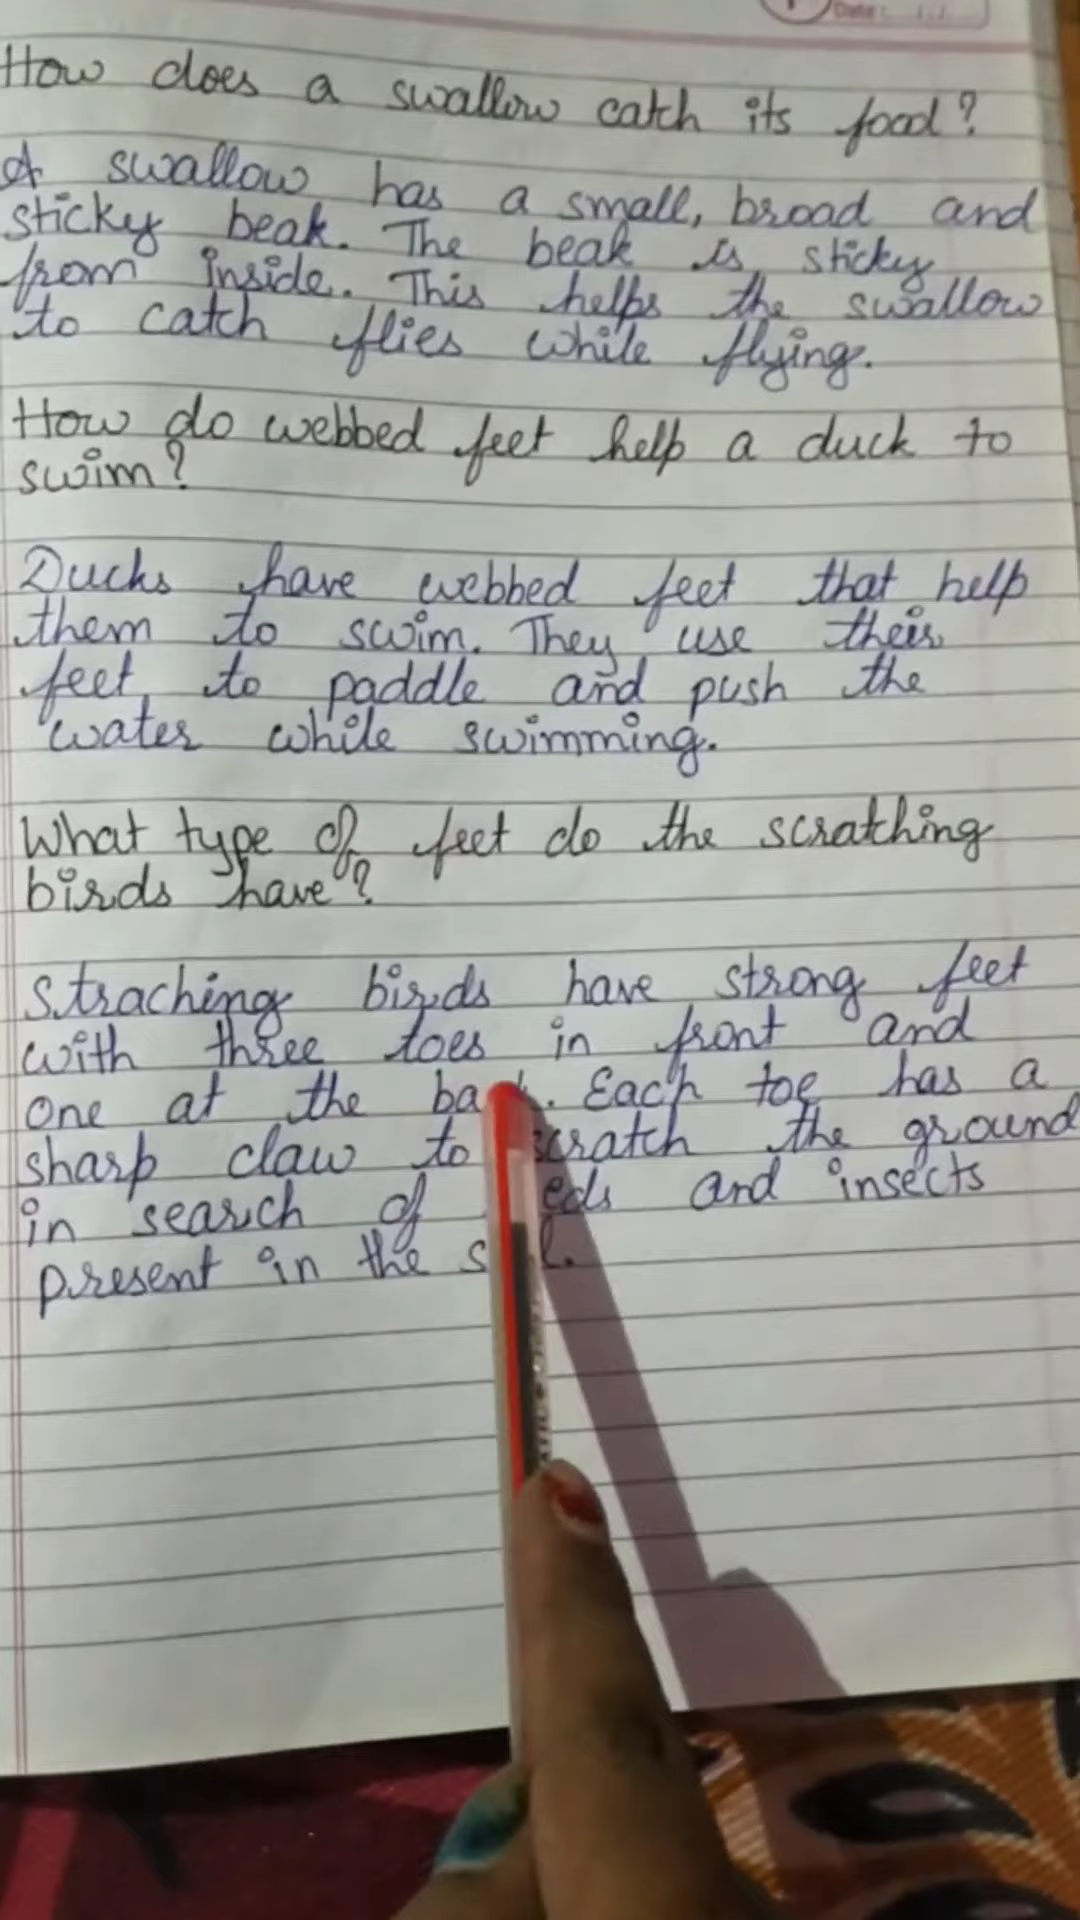 Date:
How does a swallow catch its food?
A swallow has a small, broad and
sticky beak. The beak is sticky
from inside. This helps the swallow
to catch flies while flying.
How do webbed feet help a duck to
swim?
Ducks have webbed feet that help
them to swim. They use their
feet to paddle and push the
water while swimming.
What type of feet do the scratching
birds have?
Straching birds have strong feet
with three toes in front and
one at the . Each toe has a
sharp claw to scratch the ground
in search of and insects
present in the